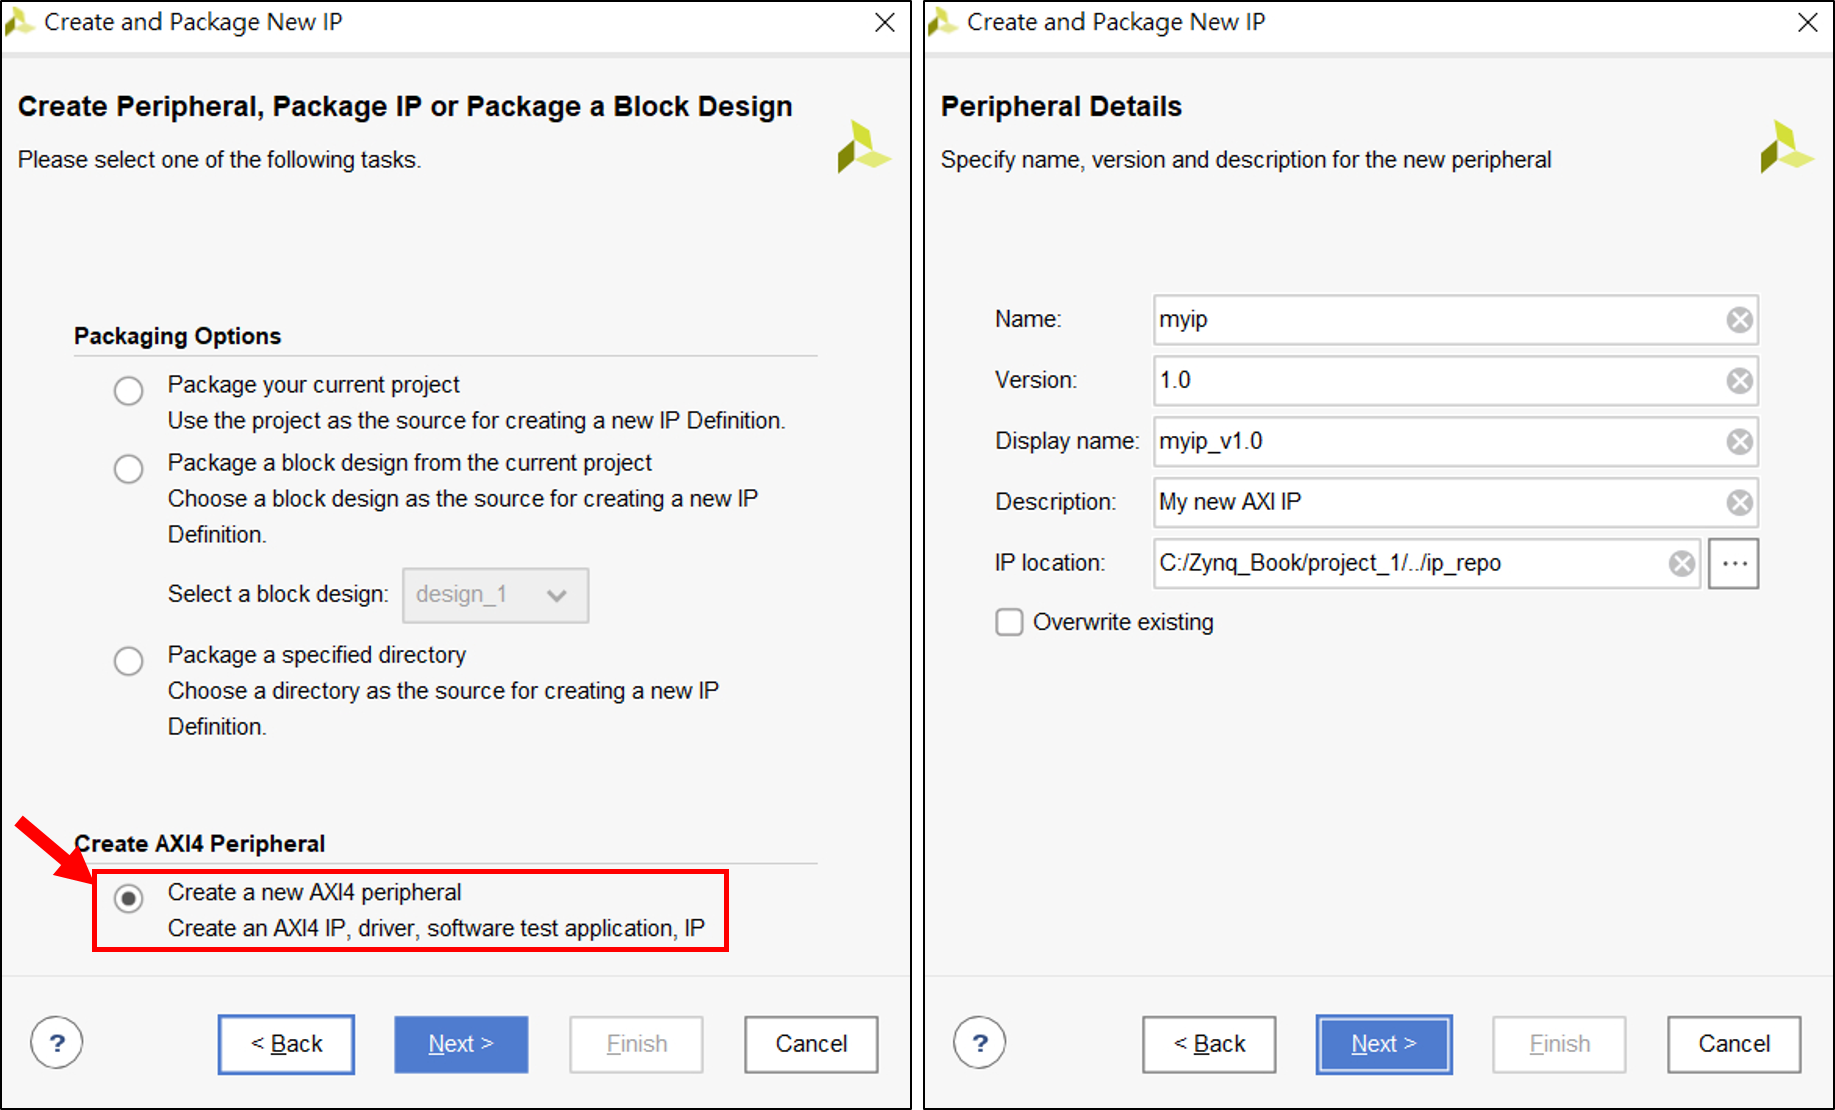 Create and Package New IP
Create Peripheral, Package IP or Package a Block Design
Please select one of the following tasks.
Packaging Options
Package your current project
Use the project as the source for creating a new IP Definition.
Package a block design from the current project
Choose a block design as the source for creating a new IP
Definition.
Select a block design: design_1
Package a specified directory
Choose a directory as the source for creating a new IP
Definition.
Create AXI4 Peripheral
Create a new AXI4 peripheral
Create an AXI4 IP, driver, software test application, IP
? < Back Next > Finish Cancel
Create and Package New IP
Peripheral Details
Specify name, version and description for the new peripheral
Name: myip
Version: 1.0
Display name: myip_v1.0
Description: My new AXI IP
IP location: C:/Zynq_Book/project_1/../ip_repo ...
Overwrite existing
? < Back Next > Finish Cancel